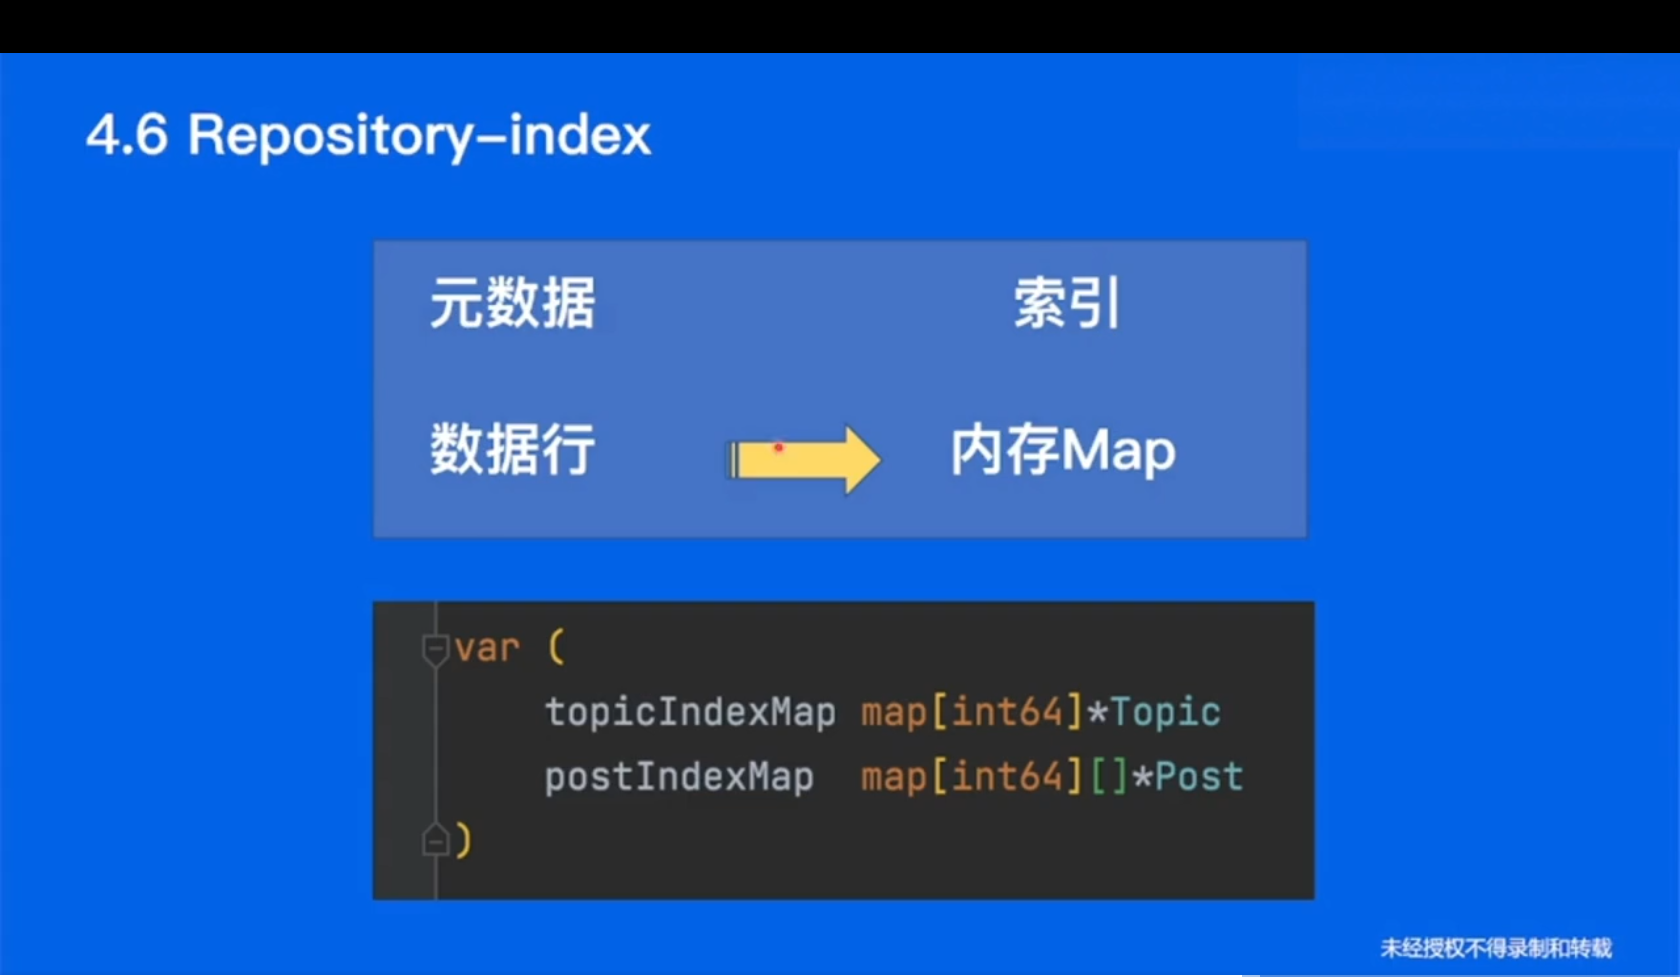 4.6 Repository-index
元数据 索引
数据行 内存Map
var (
topicIndexMap map[int64]*Topic
postIndexMap map[int64][]*Post
)
未经授权不得录制和转载